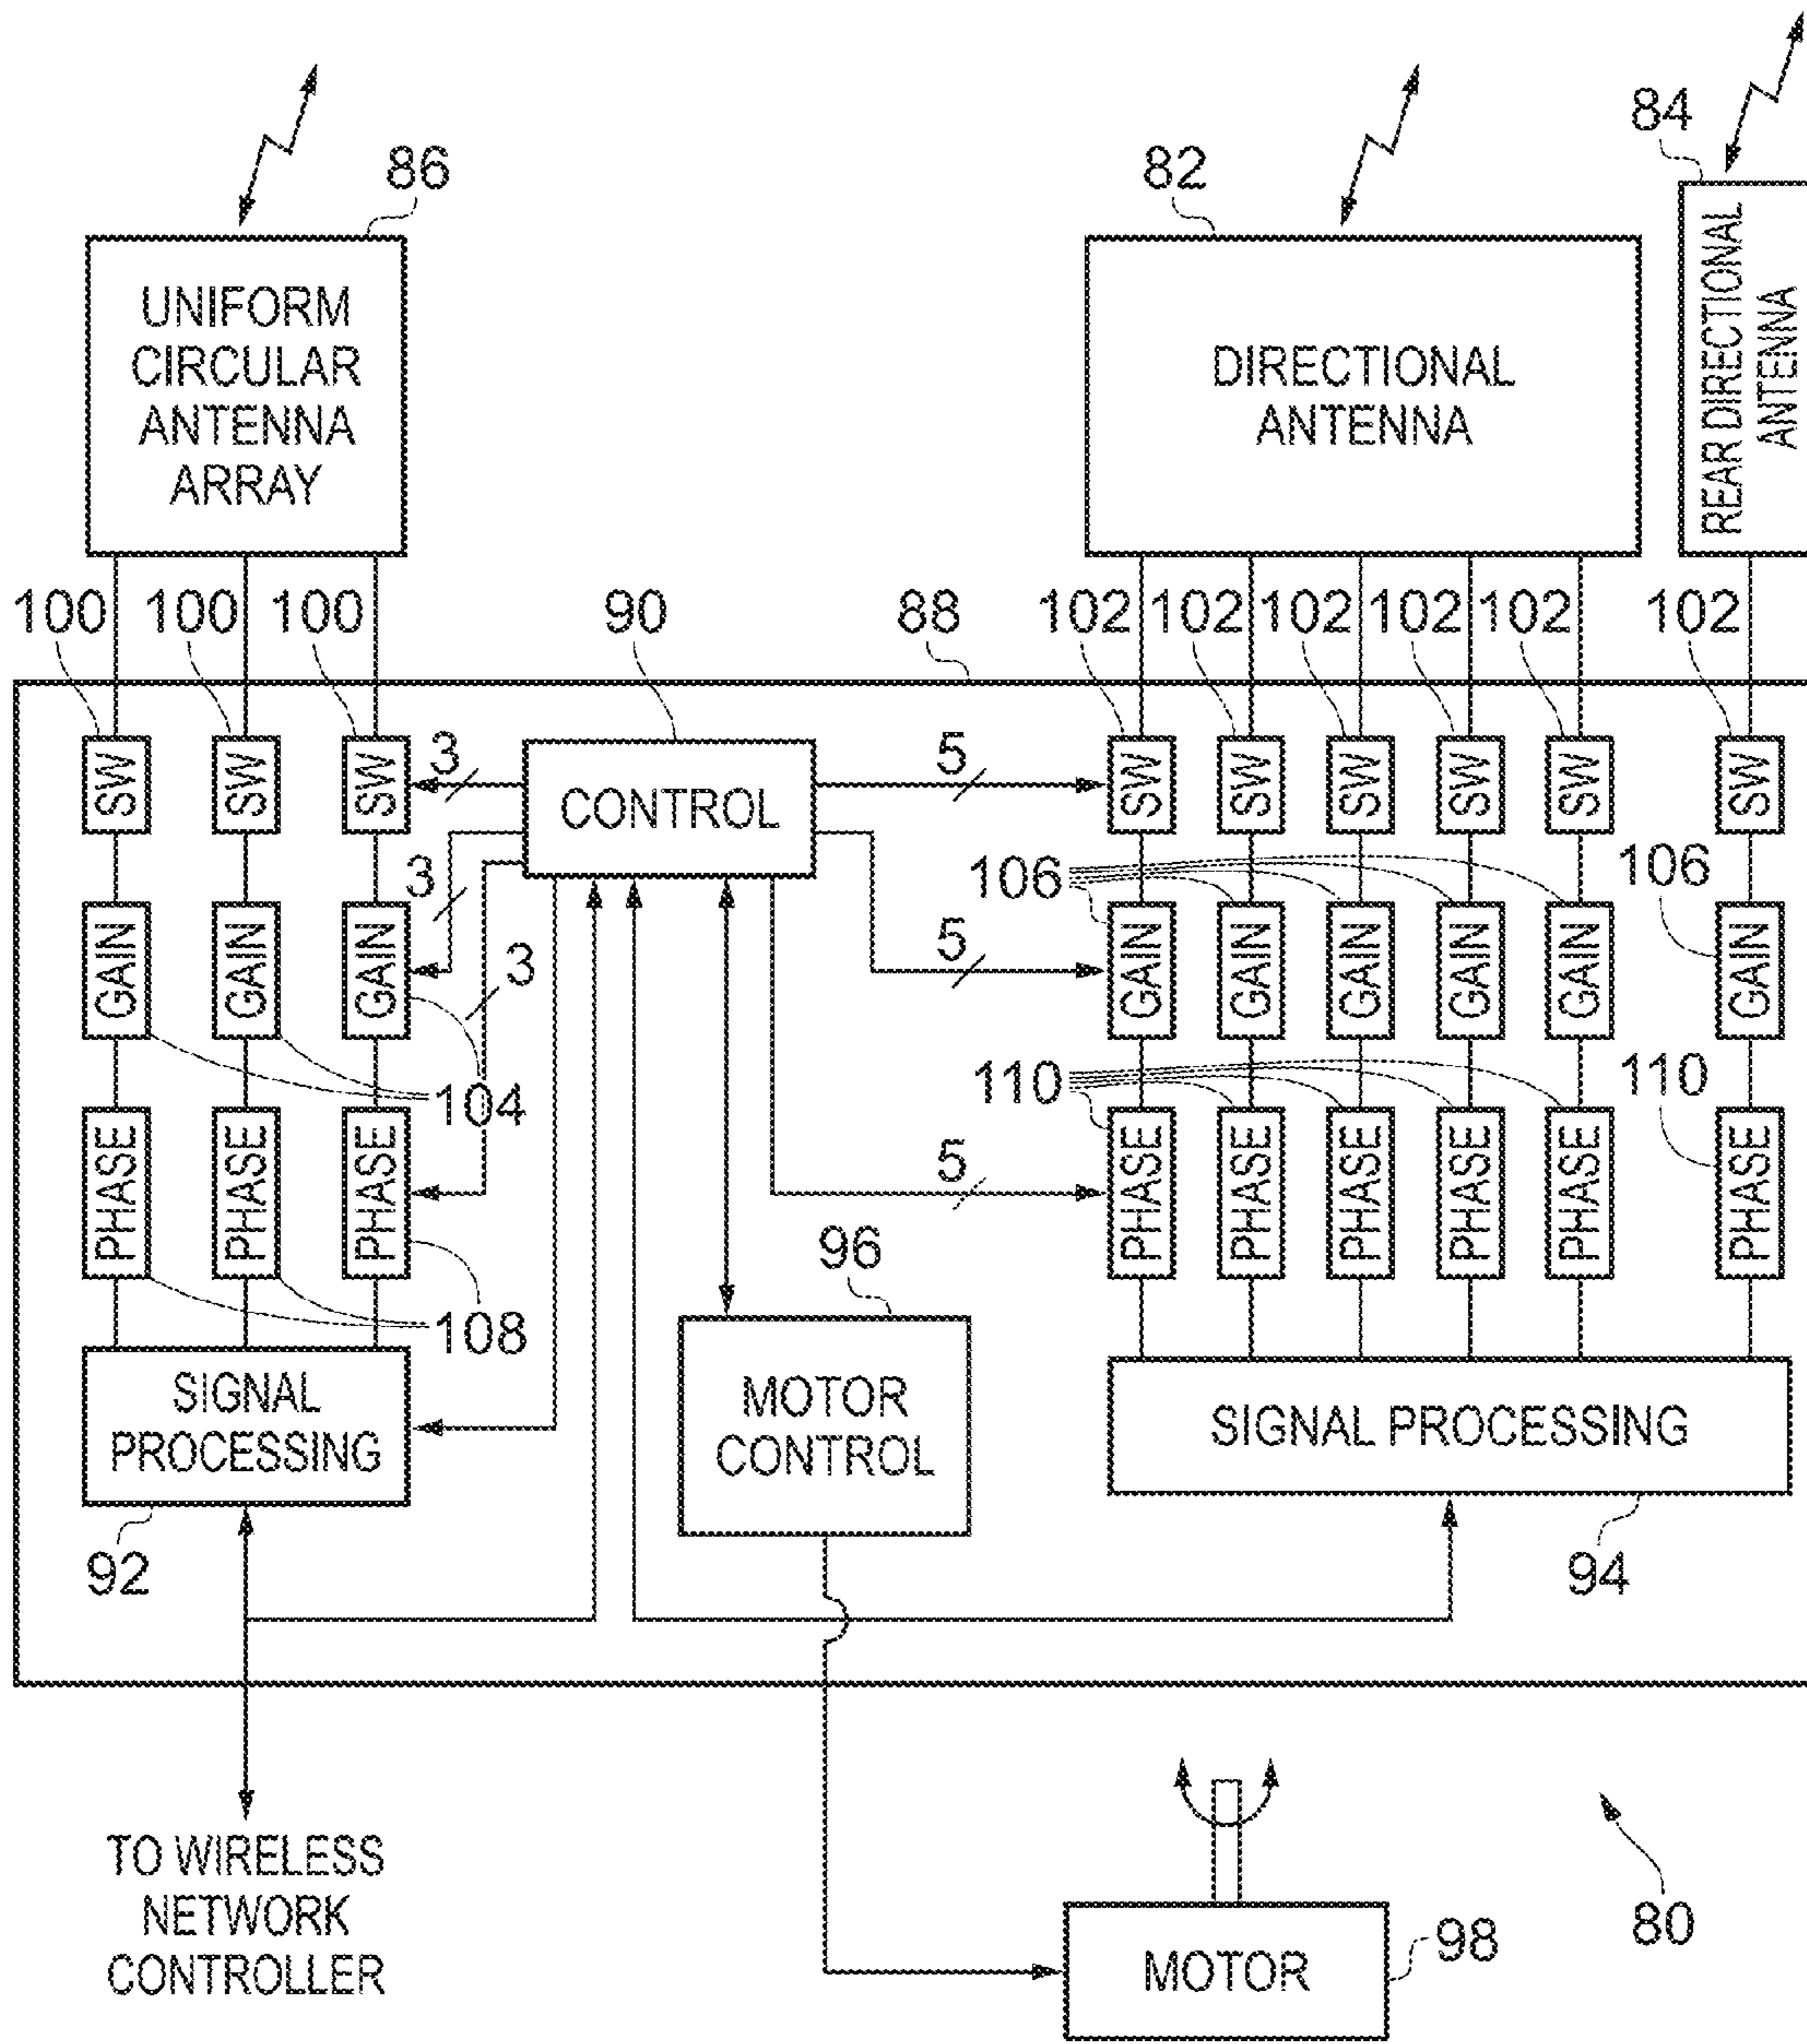 84
86
82
UNIFORM
CIRCULAR
ANTENNA
ARRAY
DIRECTIONAL
ANTENNA
REAR DIRECTIONAL
ANTENNA
100 100 100 90 88 102 102 102 102 102 102
SW SW SW 3 CONTROL 5 SW SW SW SW SW SW
3 106 106
GAIN GAIN GAIN 3 5 GAIN GAIN GAIN GAIN GAIN GAIN
104 110 110
PHASE PHASE PHASE 5 PHASE PHASE PHASE PHASE PHASE PHASE
96
108
SIGNAL
PROCESSING
MOTOR
CONTROL
SIGNAL PROCESSING
92 94
TO WIRELESS
NETWORK
CONTROLLER
MOTOR 98 80